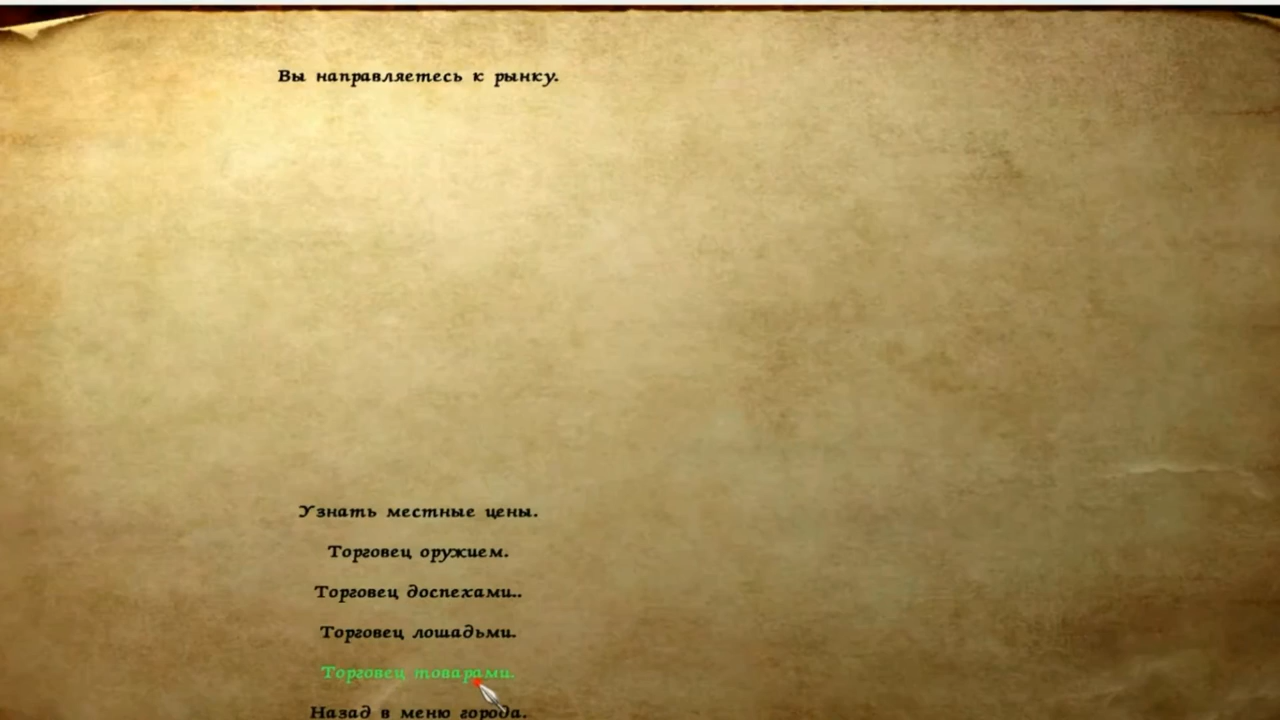 Вы направляетесь к рынку.
Узнать местные цены.
Торговец оружием.
Торговец доспехами..
Торговец лошадьми.
Торговец товарами.
Назад в меню города.